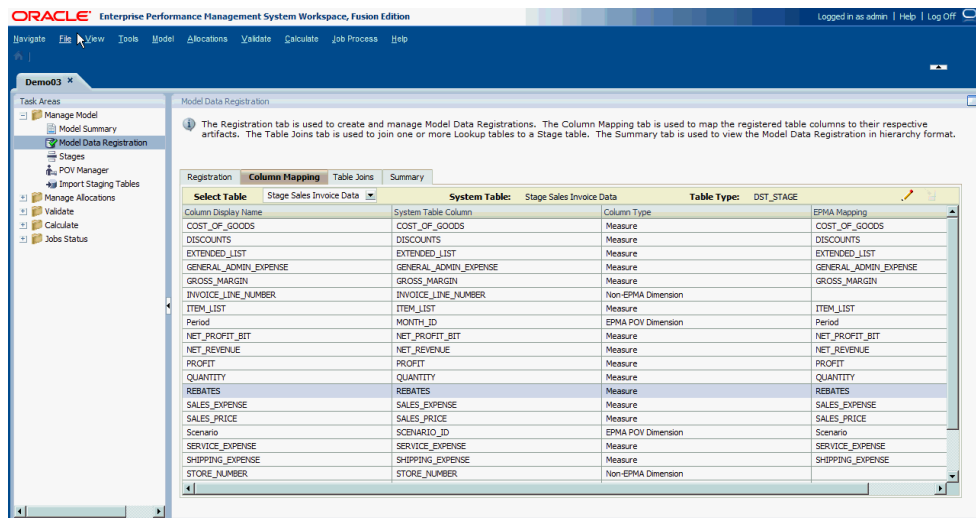 ORACLE Enterprise Performance Management System Workspace, Fusion Edition
Logged in as admin | Help | Log Off
Navigate File View Tools Model Allocations Validate Calculate Job Process Help
Demo03
Task Areas
Manage Model
Model Summary
Model Data Registration
Stages
POV Manager
Import Staging Tables
Manage Allocations
Validate
Calculate
Jobs Status
Model Data Registration
The Registration tab is used to create and manage Model Data Registrations. The Column Mapping tab is used to map the registered table columns to their respective
artifacts. The Table Joins tab is used to join one or more Lookup tables to a Stage table. The Summary tab is used to view the Model Data Registration in hierarchy format.
Registration Column Mapping Table Joins Summary
Select Table Stage Sales Invoice Data System Table: Stage Sales Invoice Data Table Type: DST_STAGE
Column Display Name System Table Column Column Type EPMA Mapping
COST_OF_GOODS COST_OF_GOODS Measure COST_OF_GOODS
DISCOUNTS DISCOUNTS Measure DISCOUNTS
EXTENDED_LIST EXTENDED_LIST Measure EXTENDED_LIST
GENERAL_ADMIN_EXPENSE GENERAL_ADMIN_EXPENSE Measure GENERAL_ADMIN_EXPENSE
GROSS_MARGIN GROSS_MARGIN Measure GROSS_MARGIN
INVOICE_LINE_NUMBER INVOICE_LINE_NUMBER Non-EPMA Dimension
ITEM_LIST ITEM_LIST Measure ITEM_LIST
Period MONTH_ID EPMA POV Dimension Period
NET_PROFIT_BIT NET_PROFIT_BIT Measure NET_PROFIT_BIT
NET_REVENUE NET_REVENUE Measure NET_REVENUE
PROFIT PROFIT Measure PROFIT
QUANTITY QUANTITY Measure QUANTITY
REBATES REBATES Measure REBATES
SALES_EXPENSE SALES_EXPENSE Measure SALES_EXPENSE
SALES_PRICE SALES_PRICE Measure SALES_PRICE
Scenario SCENARIO_ID EPMA POV Dimension Scenario
SERVICE_EXPENSE SERVICE_EXPENSE Measure SERVICE_EXPENSE
SHIPPING_EXPENSE SHIPPING_EXPENSE Measure SHIPPING_EXPENSE
STORE_NUMBER STORE_NUMBER Non-EPMA Dimension